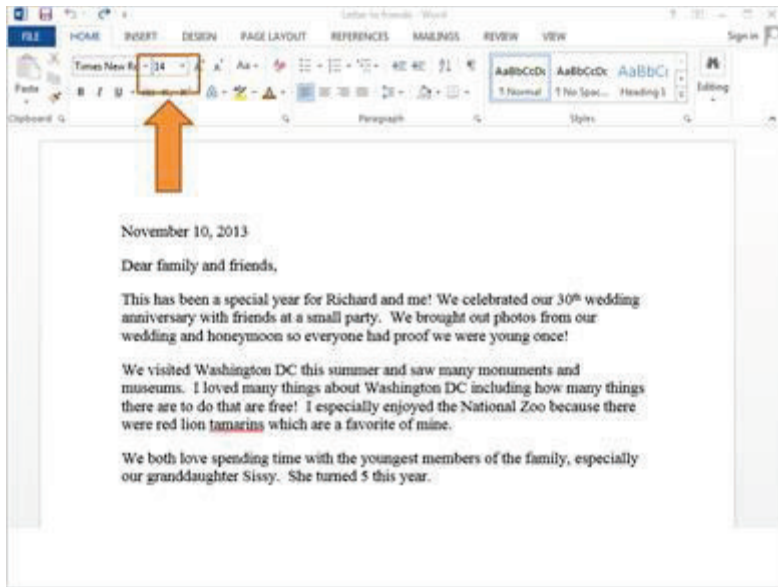 Letter to friends - Word
FILE HOME INSERT DESIGN PAGE LAYOUT REFERENCES MAILINGS REVIEW VIEW Sign in
Times New Ro 14 Aa
Paste B I U AaBbCcDc AaBbCcDc AaBbCc Editing
¶ Normal ¶ No Spac... Heading 1
Clipboard Paragraph Styles
November 10, 2013
Dear family and friends,
This has been a special year for Richard and me! We celebrated our 30th wedding
anniversary with friends at a small party. We brought out photos from our
wedding and honeymoon so everyone had proof we were young once!
We visited Washington DC this summer and saw many monuments and
museums. I loved many things about Washington DC including how many things
there are to do that are free! I especially enjoyed the National Zoo because there
were red lion tamarins which are a favorite of mine.
We both love spending time with the youngest members of the family, especially
our granddaughter Sissy. She turned 5 this year.